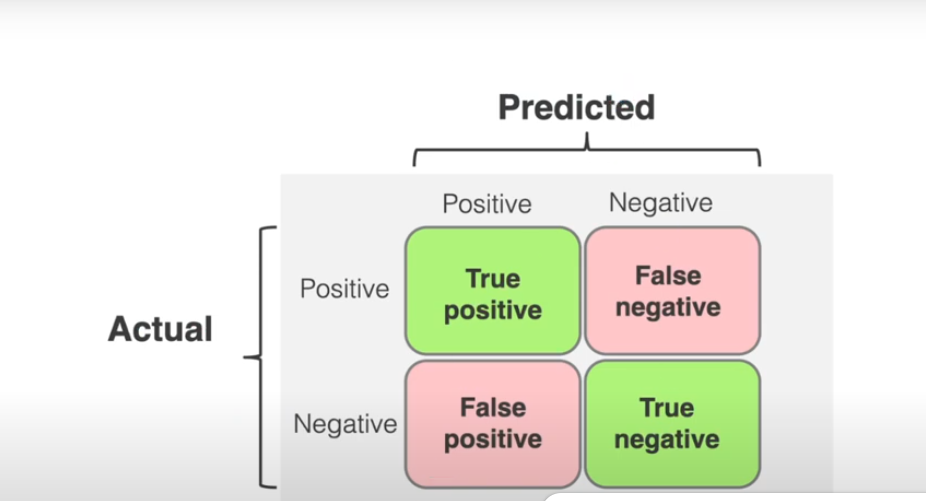 Predicted
Positive Negative
Positive
True
positive
False
negative
Actual
Negative
False
positive
True
negative